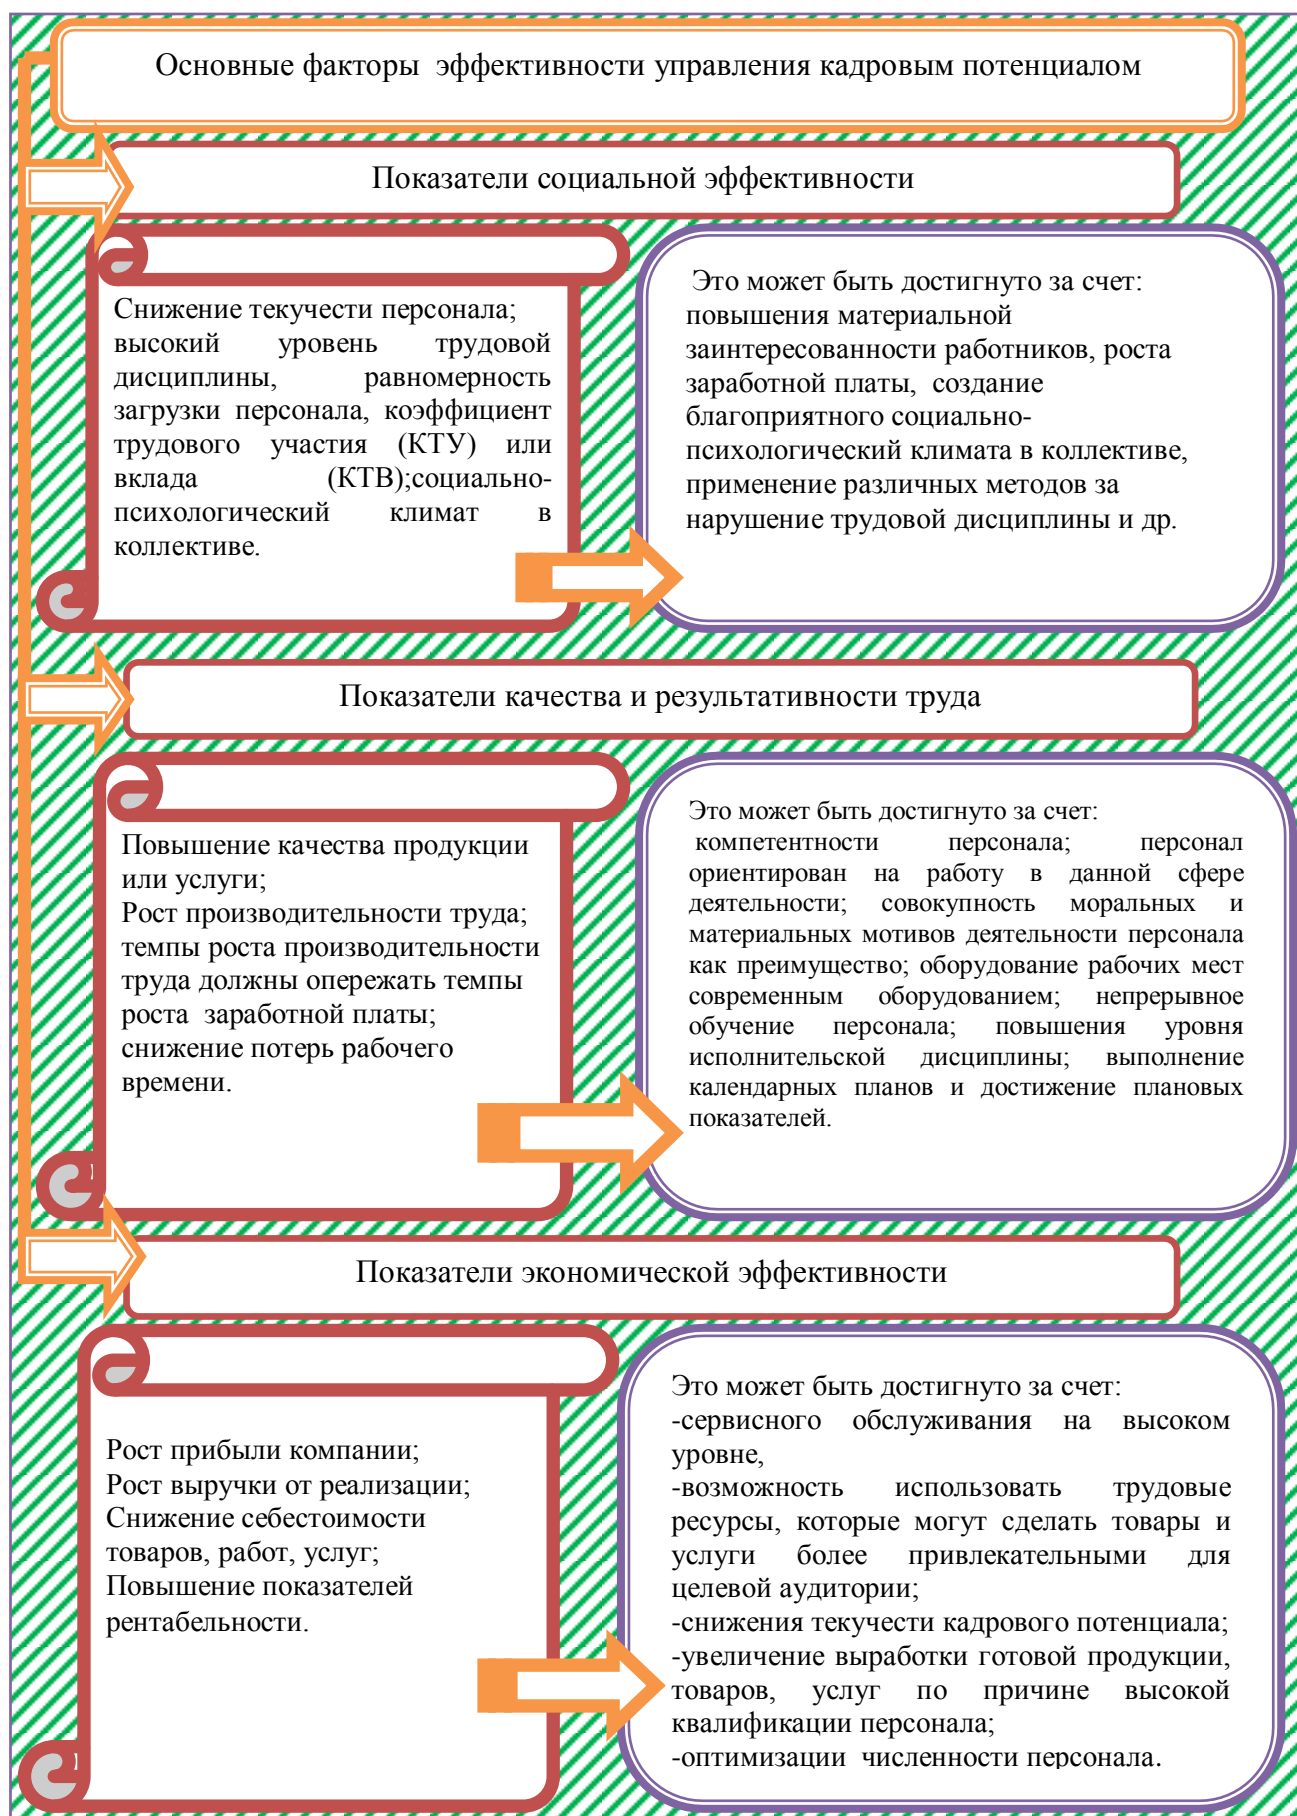 Основные факторы эффективности управления кадровым потенциалом
Показатели социальной эффективности
Снижение текучести персонала;
высокий уровень трудовой
дисциплины, равномерность
загрузки персонала, коэффициент
трудового участия (КТУ) или
вклада (КТВ);социально-
психологический климат в
коллективе.
Это может быть достигнуто за счет:
повышения материальной
заинтересованности работников, роста
заработной платы, создание
благоприятного социально-
психологический климата в коллективе,
применение различных методов за
нарушение трудовой дисциплины и др.
Показатели качества и результативности труда
Повышение качества продукции
или услуги;
Рост производительности труда;
темпы роста производительности
труда должны опережать темпы
роста заработной платы;
снижение потерь рабочего
времени.
Это может быть достигнуто за счет:
компетентности персонала; персонал
ориентирован на работу в данной сфере
деятельности; совокупность моральных и
материальных мотивов деятельности персонала
как преимущество; оборудование рабочих мест
современным оборудованием; непрерывное
обучение персонала; повышения уровня
исполнительской дисциплины; выполнение
календарных планов и достижение плановых
показателей.
Показатели экономической эффективности
Рост прибыли компании;
Рост выручки от реализации;
Снижение себестоимости
товаров, работ, услуг;
Повышение показателей
рентабельности.
Это может быть достигнуто за счет:
-сервисного обслуживания на высоком
уровне,
-возможность использовать трудовые
ресурсы, которые могут сделать товары и
услуги более привлекательными для
целевой аудитории;
-снижения текучести кадрового потенциала;
-увеличение выработки готовой продукции,
товаров, услуг по причине высокой
квалификации персонала;
-оптимизации численности персонала.